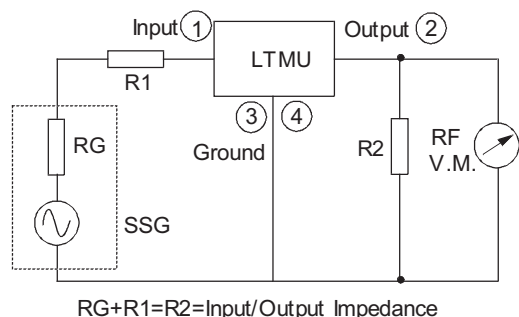 Input 1
LTMU
Output 2
R1
3 4
Ground
RG
R2
RF
V.M.
SSG
RG+R1=R2=Input/Output Impedance